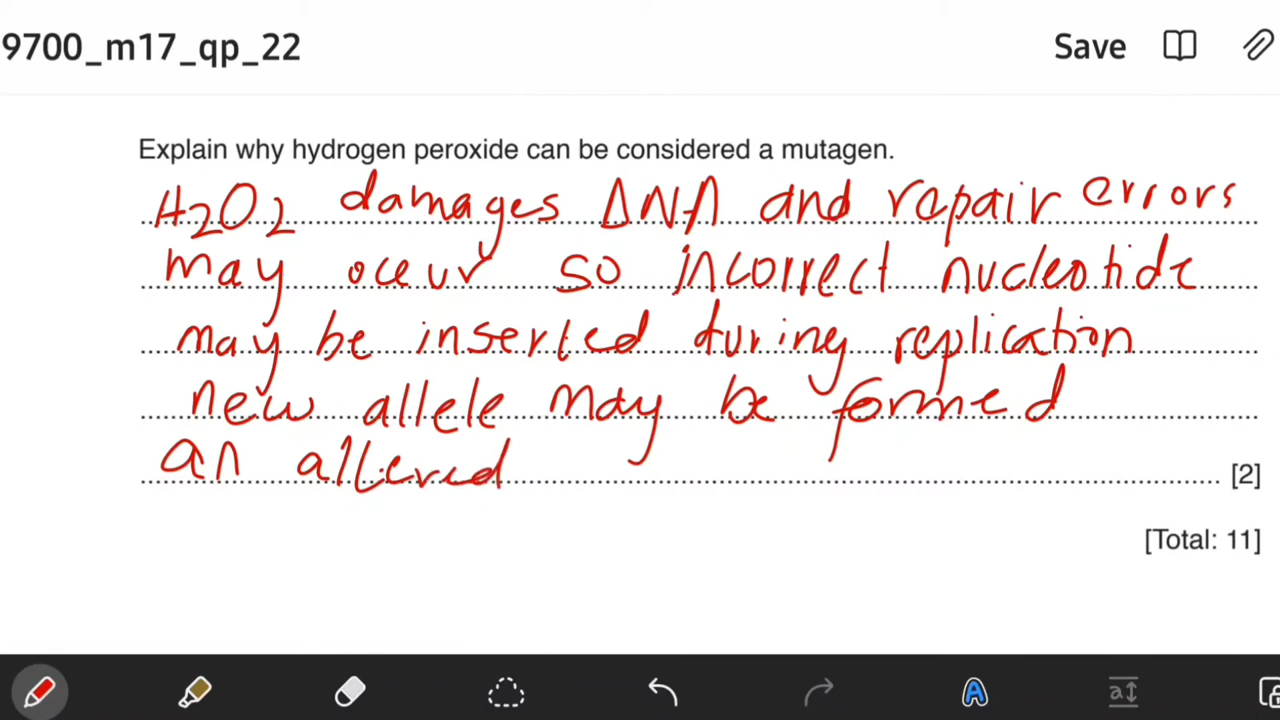 9700_m17_qp_22
Save
Explain why hydrogen peroxide can be considered a mutagen.
H2O2 damages DNA and repair errors
may occur so incorrect nucleotide
may be inserted during replication
new allele may be formed
an altered
[2]
[Total: 11]
A
a